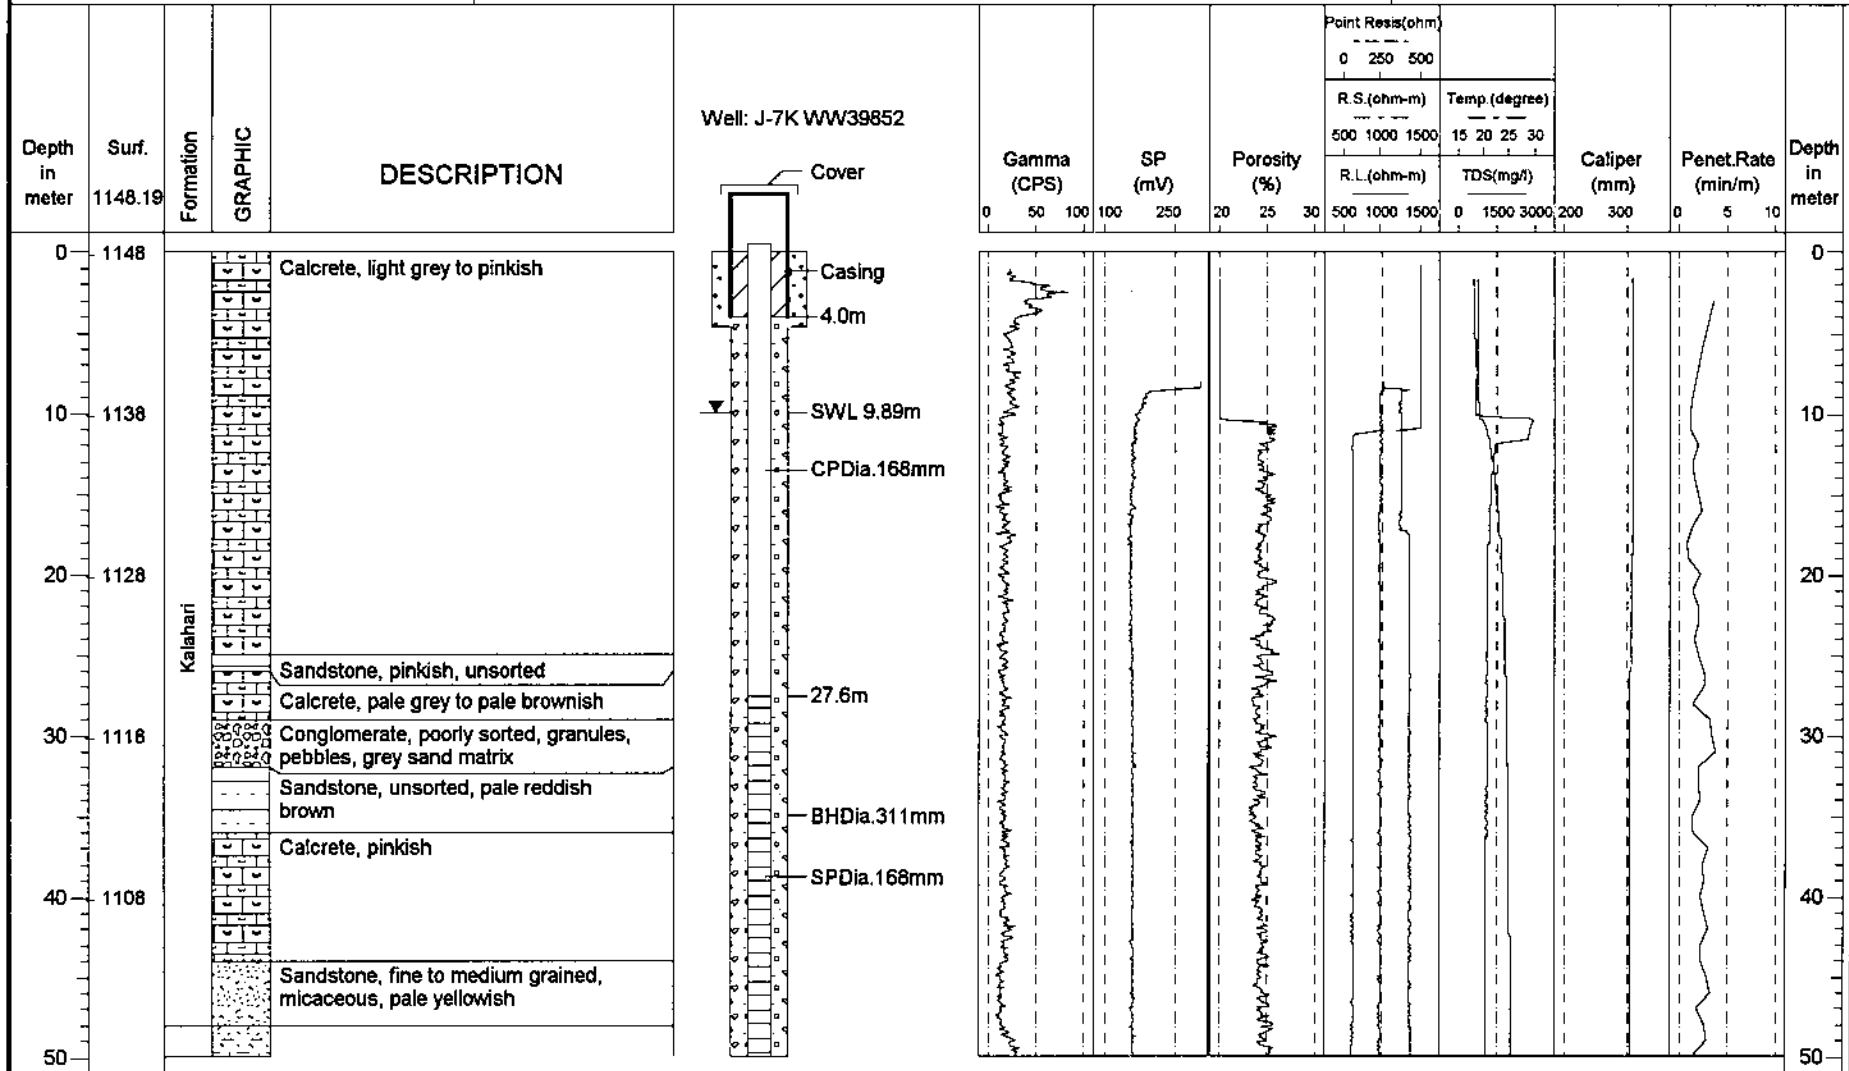 Point Resis(ohm)
0 250 500
R.S.(ohm-m)
500 1000 1500
R.L.(ohm-m)
500 1000 1500
Temp.(degree)
15 20 25 30
TDS(mg/l)
0 1500 3000
Depth
in
meter
Surf.
1148.19
Formation
GRAPHIC
DESCRIPTION
Well: J-7K WW39852
Gamma
(CPS)
0 50 100
SP
(mV)
100 250
Porosity
(%)
20 25 30
Caliper
(mm)
200 300
Penet.Rate
(min/m)
0 5 10
Depth
in
meter
Cover
0
1148
Calcrete, light grey to pinkish
Casing
4.0m
0
10
1138
SWL 9.89m
10
CPDia.168mm
20
1128
20
Kalahari
Sandstone, pinkish, unsorted
Calcrete, pale grey to pale brownish
27.6m
30
1118
Conglomerate, poorly sorted, granules,
pebbles, grey sand matrix
30
Sandstone, unsorted, pale reddish
brown
BHDia.311mm
Calcrete, pinkish
SPDia.168mm
40
1108
40
Sandstone, fine to medium grained,
micaceous, pale yellowish
50
50